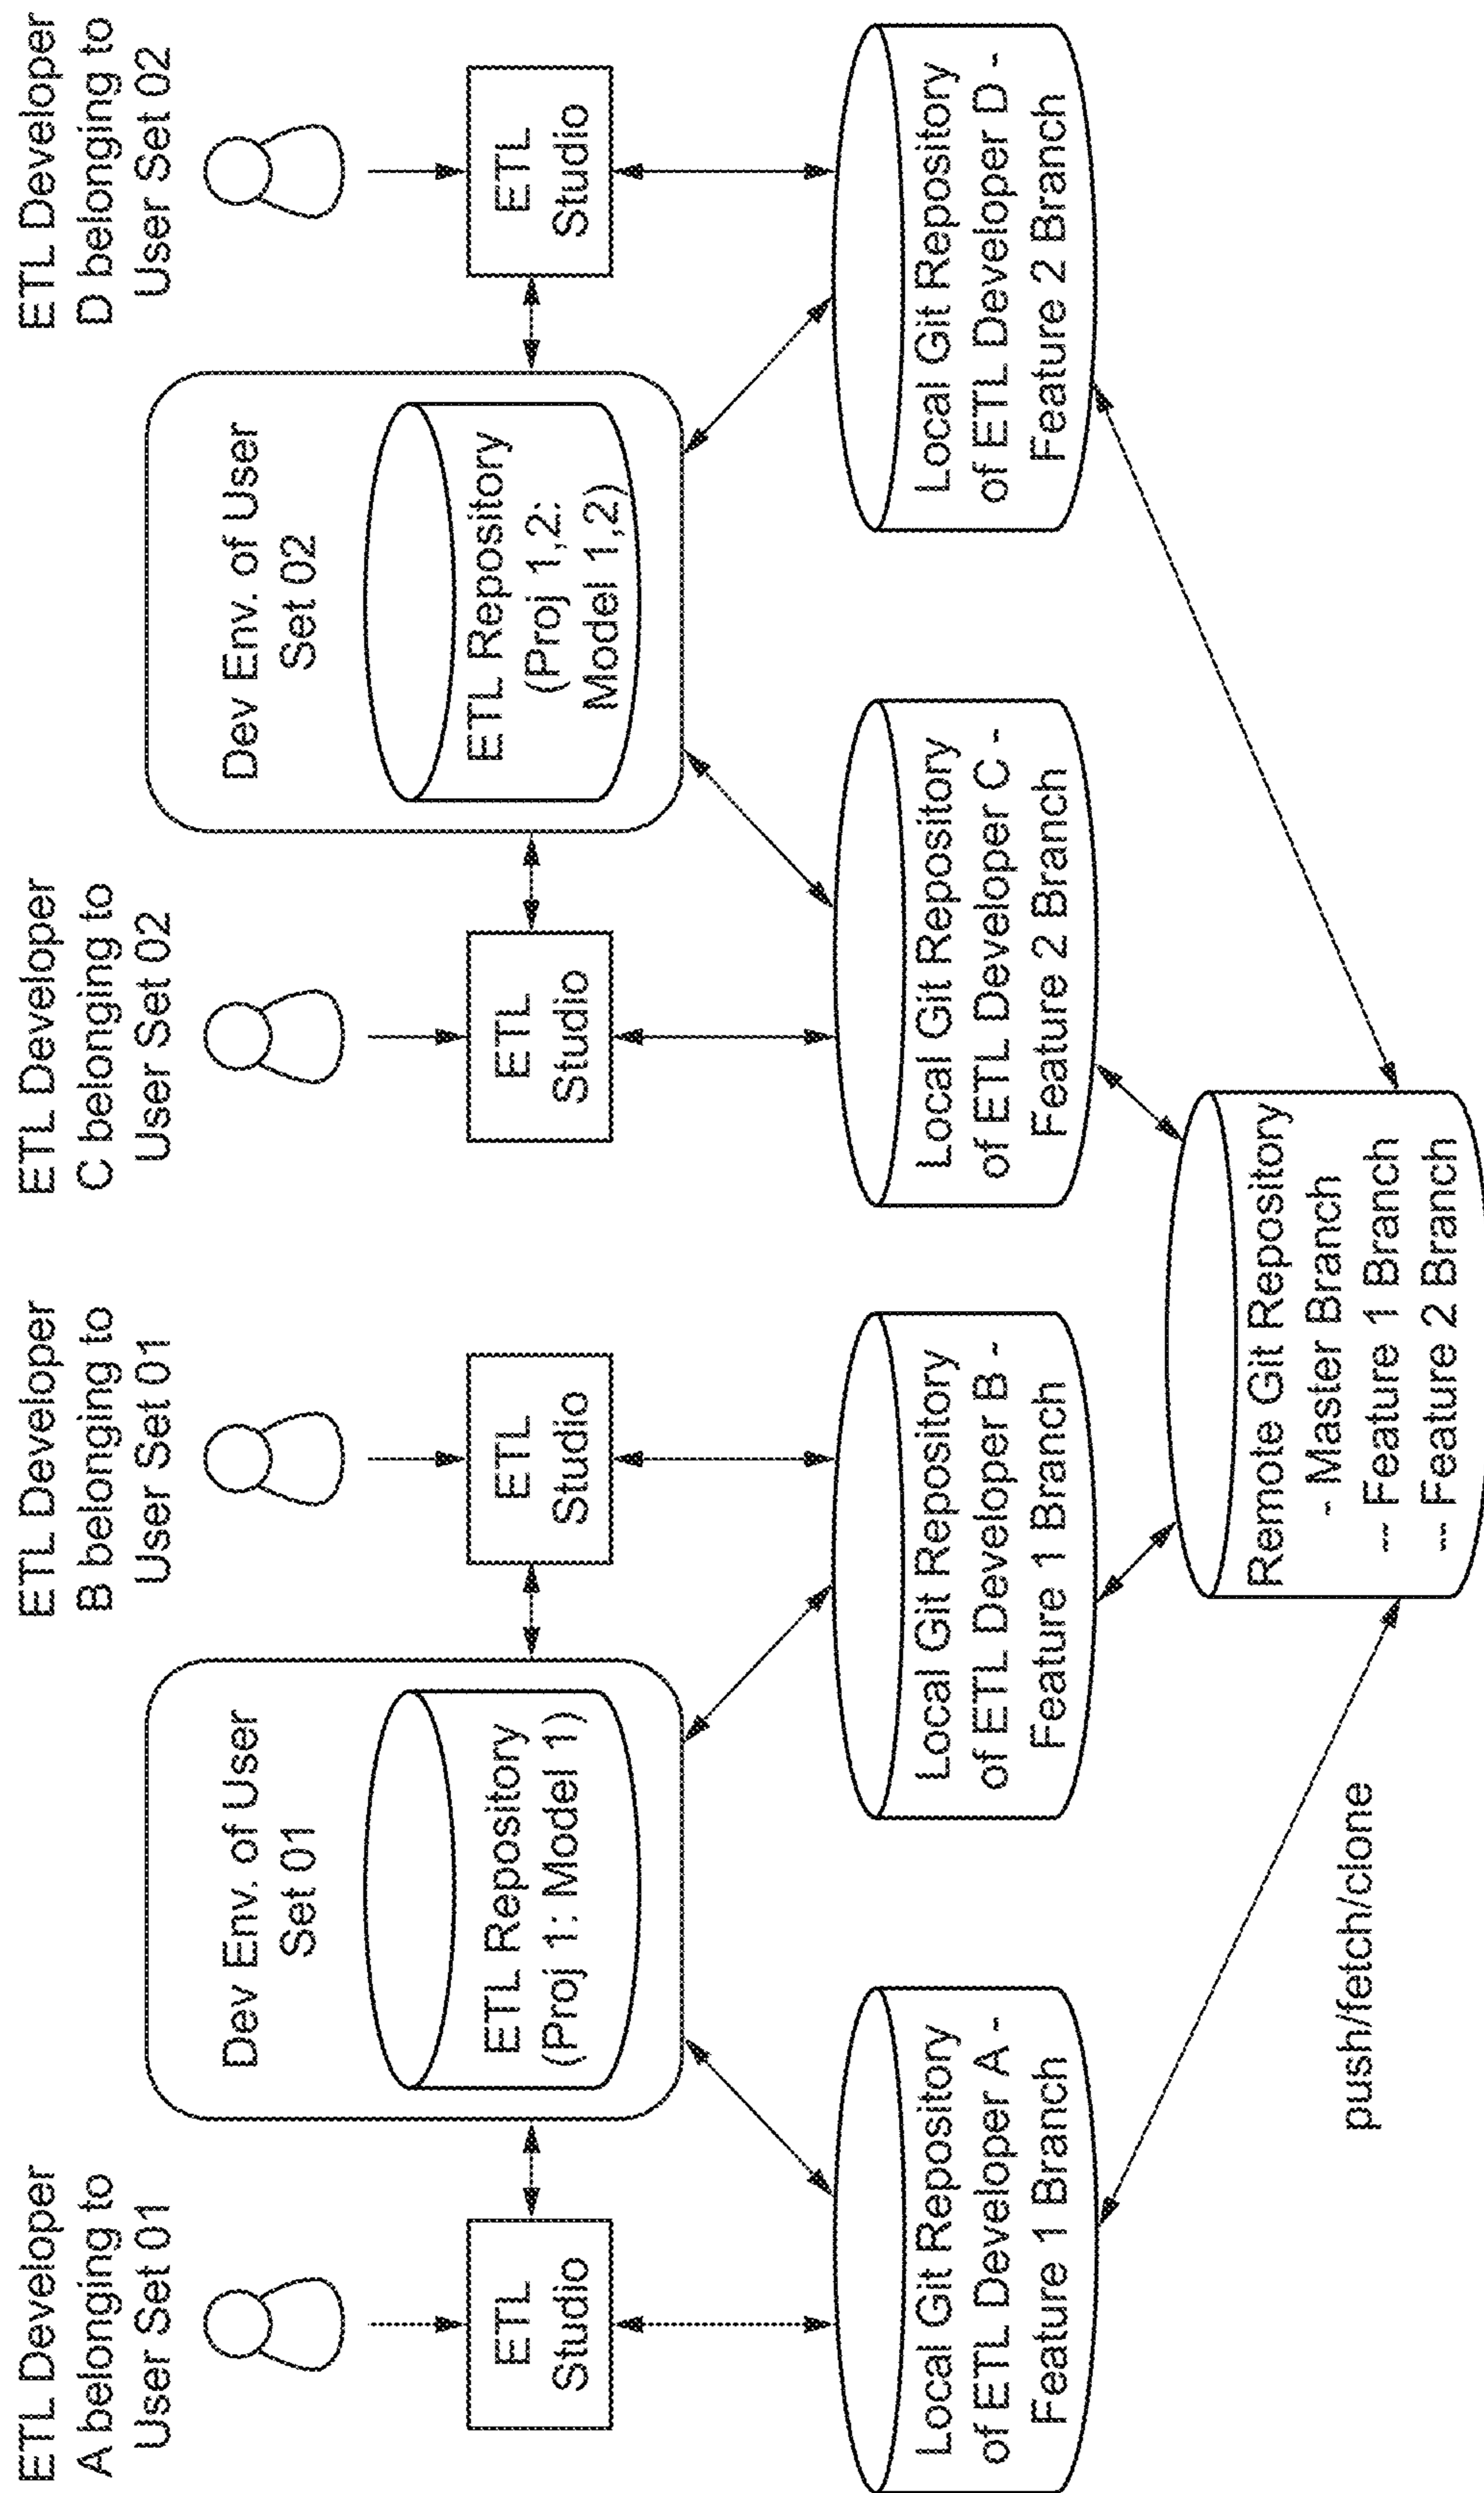 ETL Developer
A belonging to
User Set 01
ETL
Studio
Dev Env. of User
Set 01
ETL Repository
(Proj 1: Model 1)
ETL Developer
B belonging to
User Set 01
ETL
Studio
ETL Developer
C belonging to
User Set 02
ETL
Studio
Dev Env. of User
Set 02
ETL Repository
(Proj 1,2:
Model 1,2)
ETL Developer
D belonging to
User Set 02
ETL
Studio
Local Git Repository
of ETL Developer A -
Feature 1 Branch
Local Git Repository
of ETL Developer B -
Feature 1 Branch
Local Git Repository
of ETL Developer C -
Feature 2 Branch
Local Git Repository
of ETL Developer D -
Feature 2 Branch
push/fetch/clone
Remote Git Repository
- Master Branch
-- Feature 1 Branch
-- Feature 2 Branch